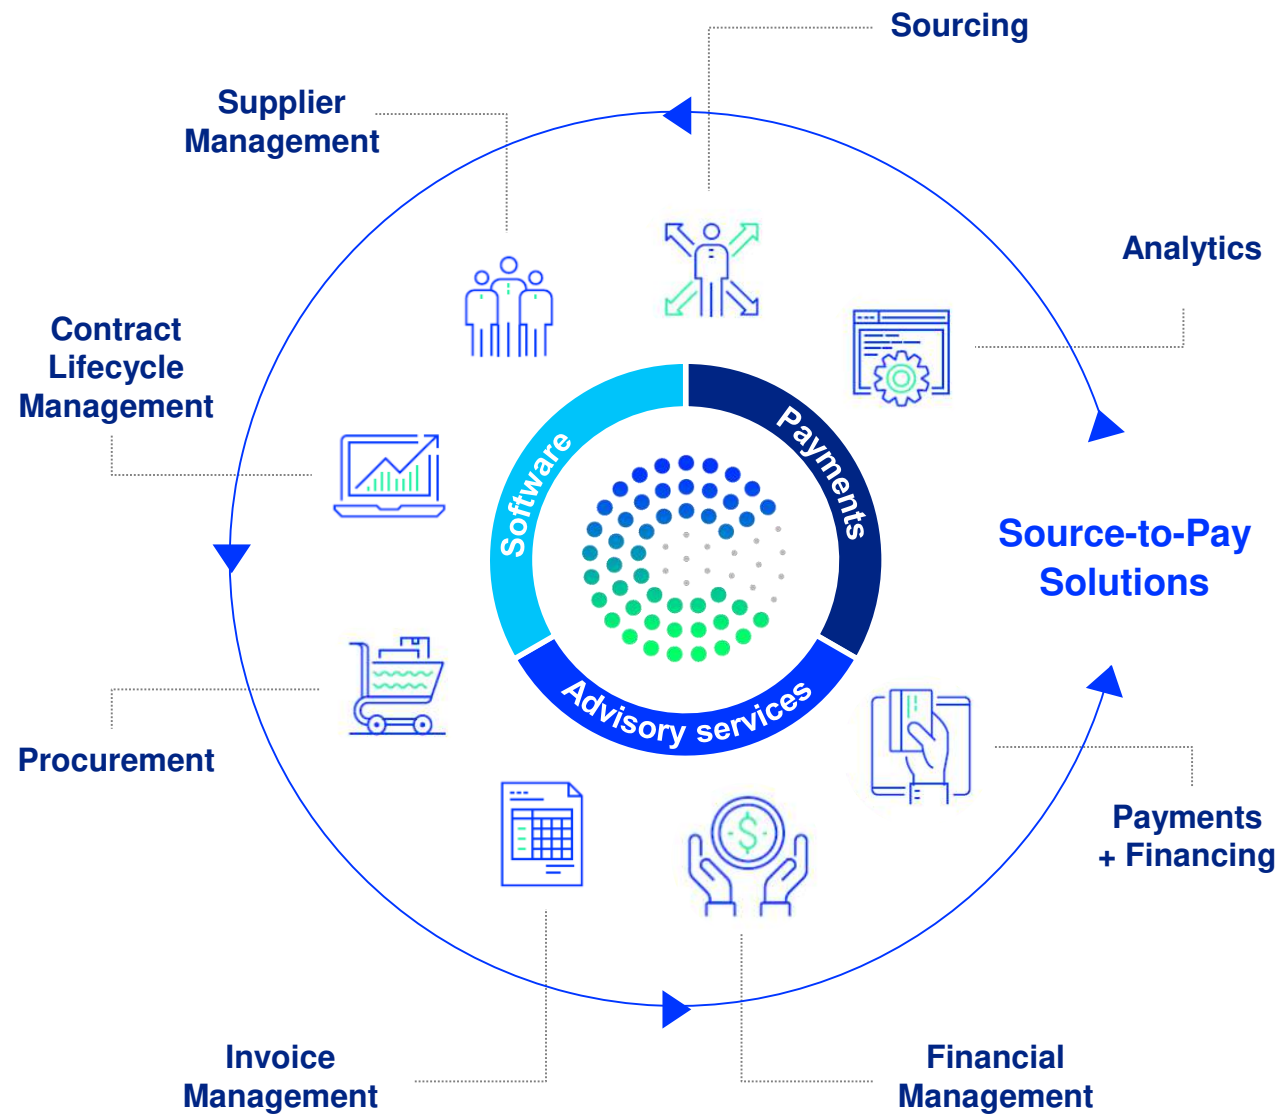 Sourcing
Supplier
Management
Analytics
Contract
Lifecycle
Management
Software
Payments
Source-to-Pay
Solutions
Advisory services
Procurement
Payments
+ Financing
Invoice
Management
Financial
Management